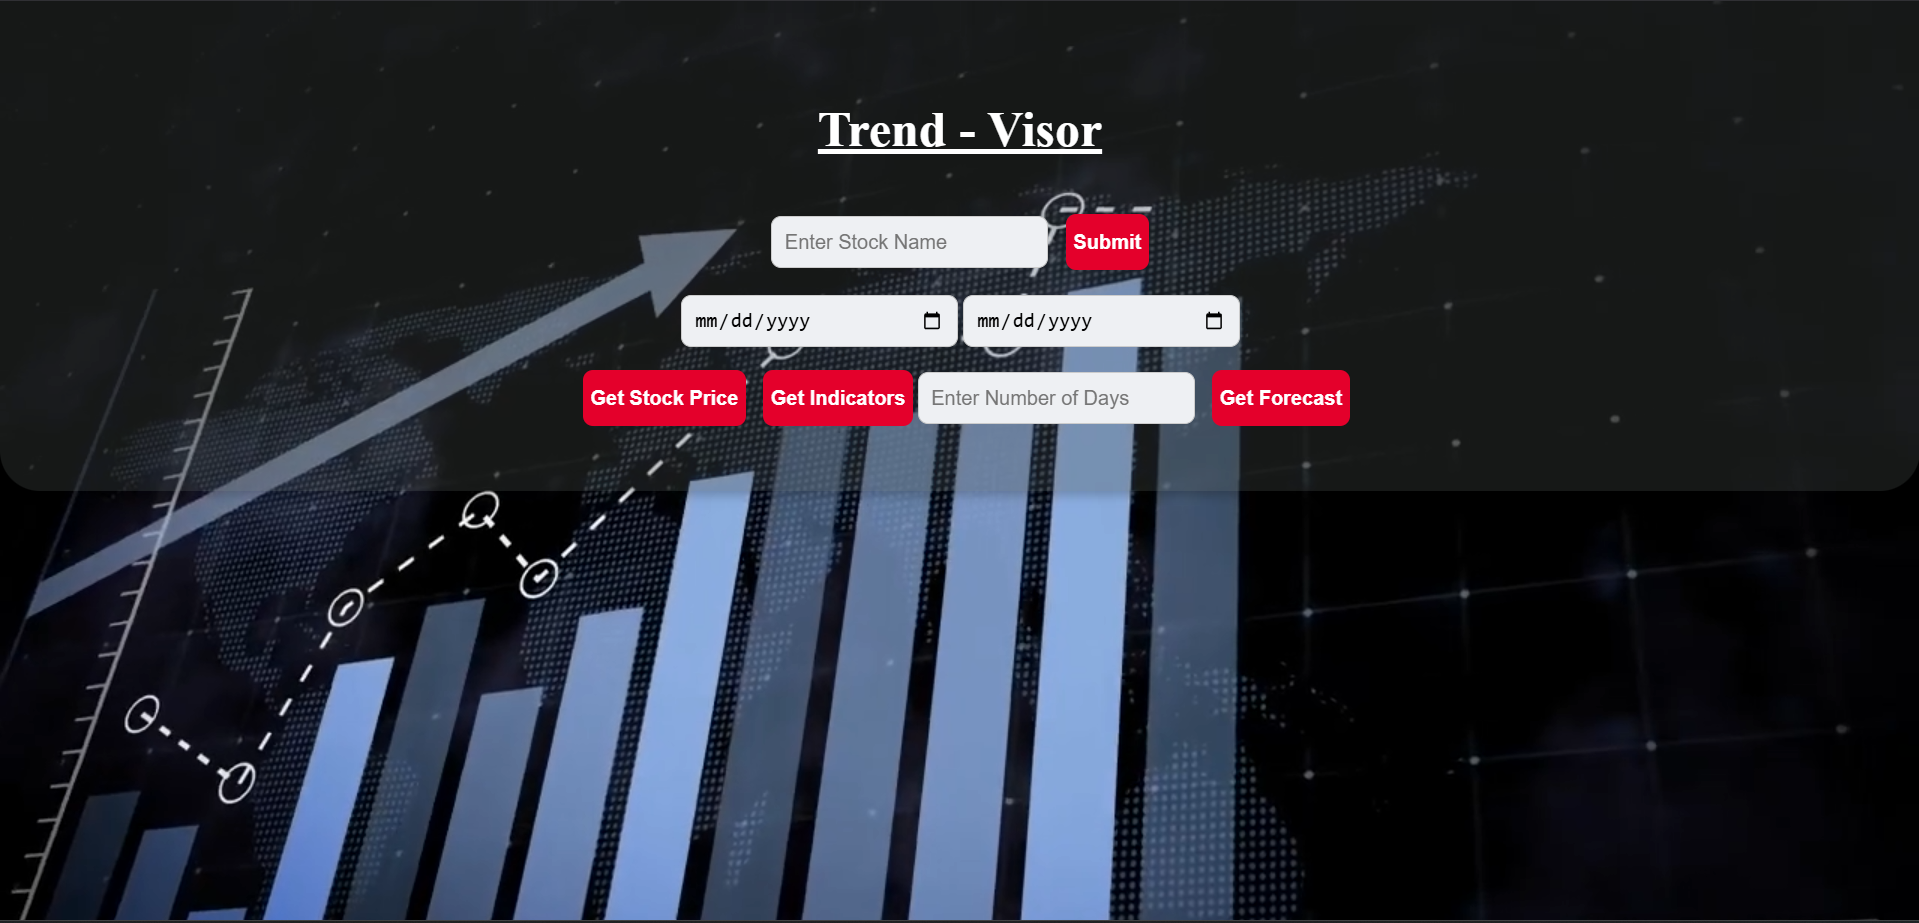 Trend - Visor
Enter Stock Name Submit
mm/dd/yyyy mm/dd/yyyy
Get Stock Price Get Indicators Enter Number of Days Get Forecast